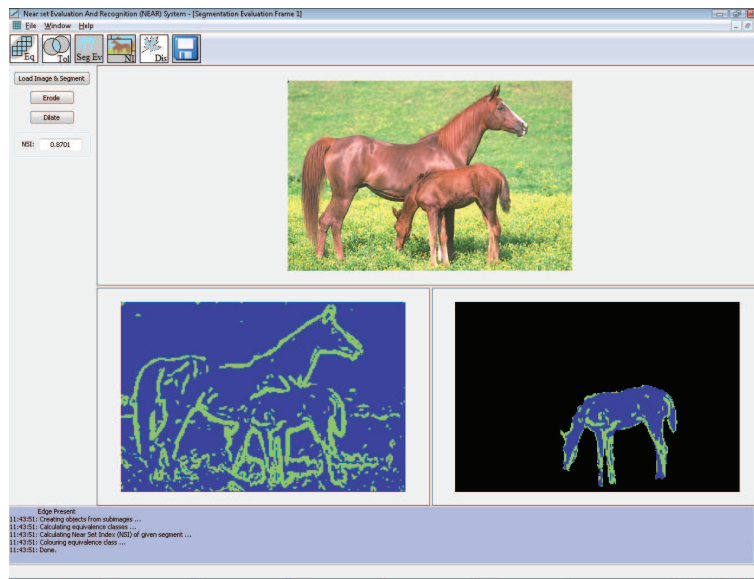 Near set Evaluation And Recognition (NEAR) System - [Segmentation Evaluation Frame 1]
File Window Help
Eq Tol Seg Ev NI Dis
Load Image & Segment
Erode
Dilate
NSI: 0.8701
Edge Present
11:43:51: Creating objects from subimages ...
11:43:51: Calculating equivalence classes ...
11:43:51: Calculating Near Set Index (NSI) of given segment ...
11:43:51: Colouring equivalence class ...
11:43:51: Done.